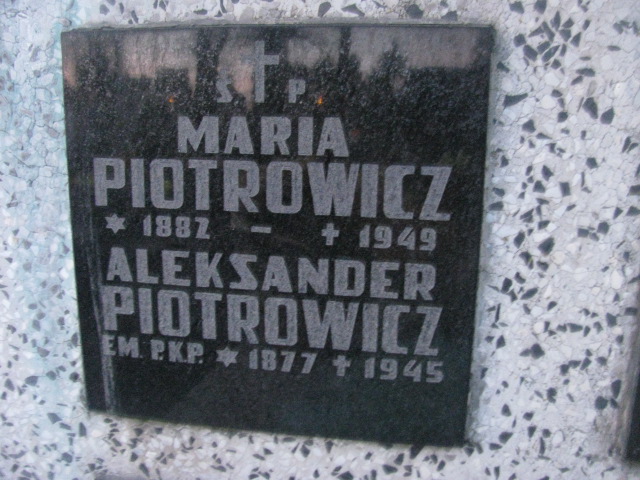 S. P.
MARIA
PIOTROWICZ
* 1882 - ✝ 1949
ALEKSANDER
PIOTROWICZ
EM. P.K.P. * 1877 ✝ 1945